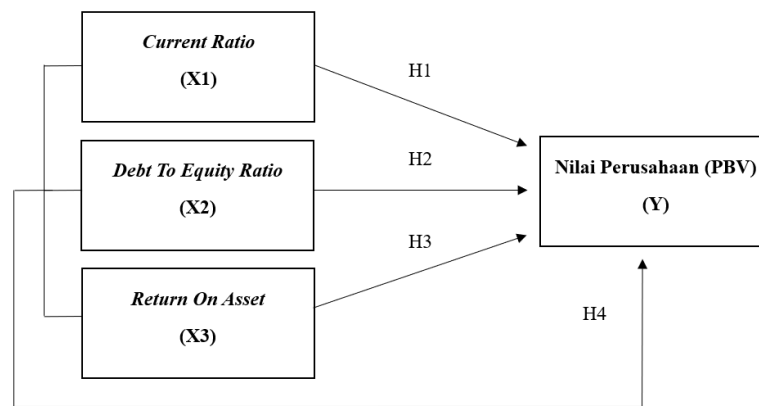 Current Ratio
(X1)
H1
Debt To Equity Ratio
(X2)
H2
Nilai Perusahaan (PBV)
(Y)
H3
Return On Asset
(X3)
H4